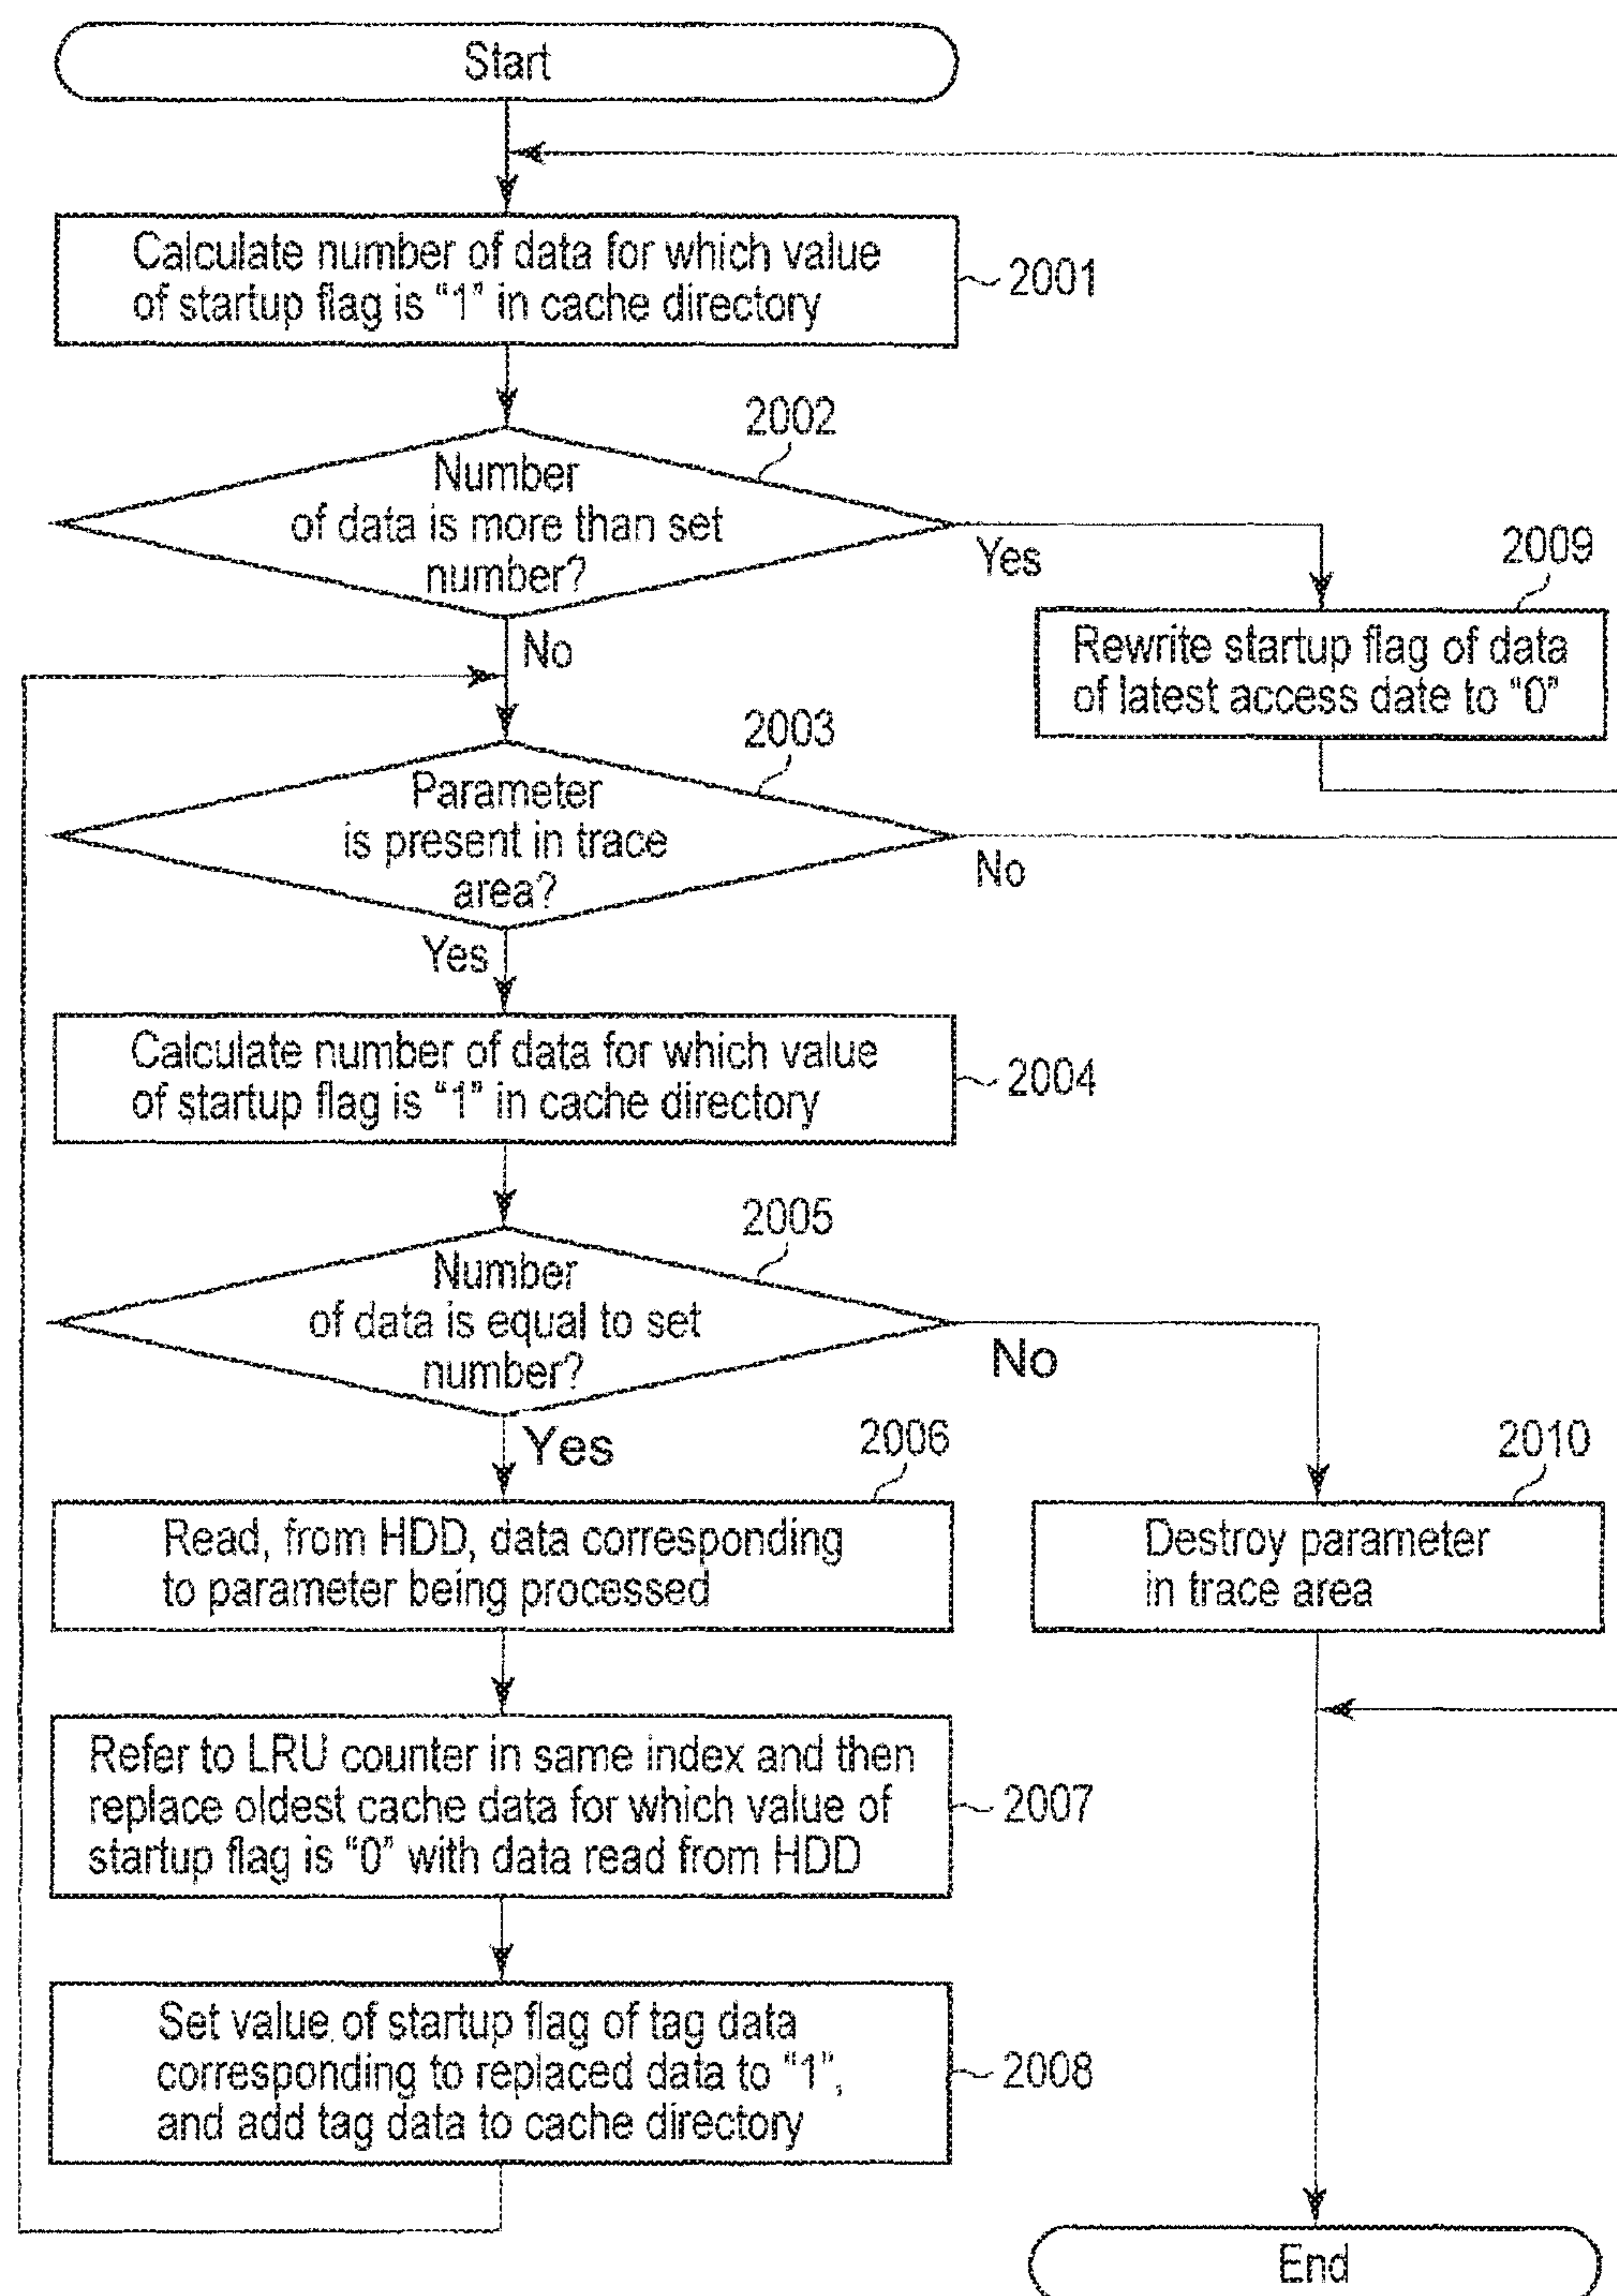 Start
Calculate number of data for which value
of startup flag is “1” in cache directory
2001
2002
Number
of data is more than set
number?
Yes
No
2009
Rewrite startup flag of data
of latest access date to “0”
2003
Parameter
is present in trace
area?
No
Yes
Calculate number of data for which value
of startup flag is “1” in cache directory
2004
2005
Number
of data is equal to set
number?
No
Yes
2006
Read, from HDD, data corresponding
to parameter being processed
2010
Destroy parameter
in trace area
Refer to LRU counter in same index and then
replace oldest cache data for which value of
startup flag is “0” with data read from HDD
2007
Set value of startup flag of tag data
corresponding to replaced data to “1”,
and add tag data to cache directory
2008
End